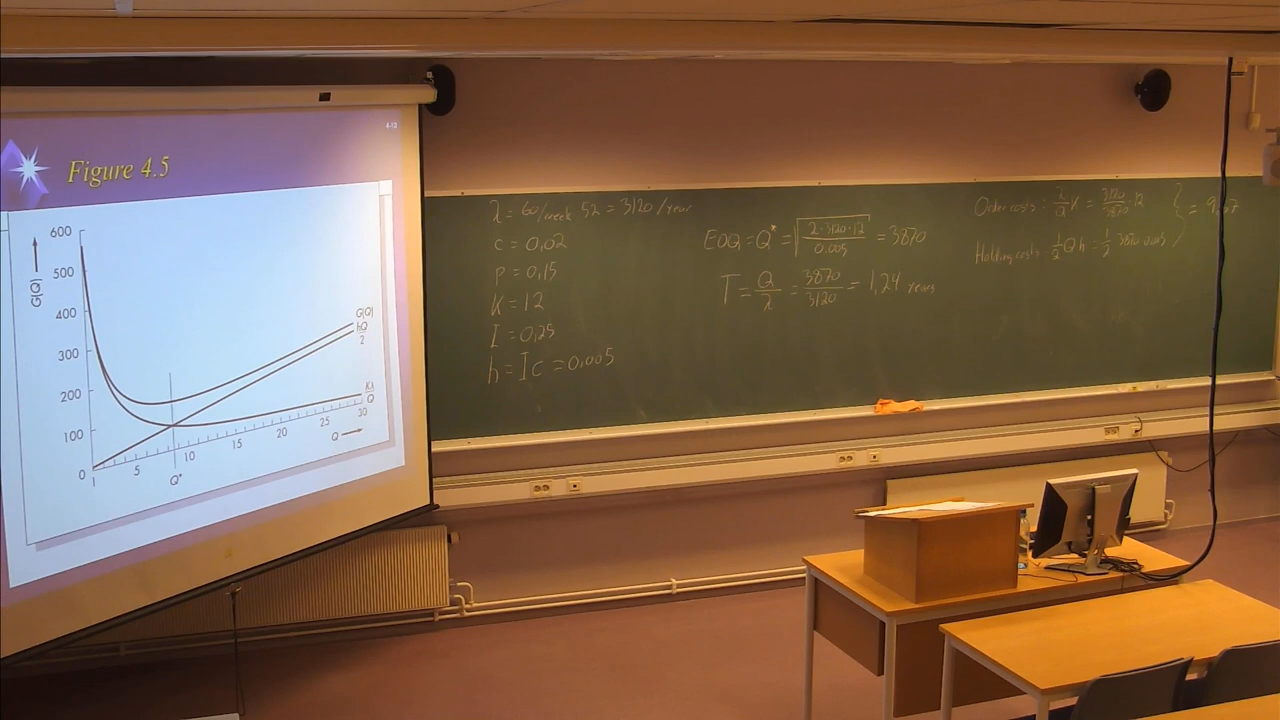 4-18
Figure 4.5
600
500
400
300
200
100
0
G(Q)
G(Q)
hQ
2
Kλ
Q
1
5
10
15
20
25
30
Q
Q*
λ = 60/week 52 = 3120/year
c = 0,02
p = 0,15
K = 12
I = 0,25
h = Ic = 0,005
EOQ = Q* = √(2·3120·12 / 0.005) = 3870
T = Q/λ = 3870/3120 = 1,24 years
Order costs: λ/Q K = 3120/3870 · 12
Holding costs: 1/2 Q h = 1/2 3870